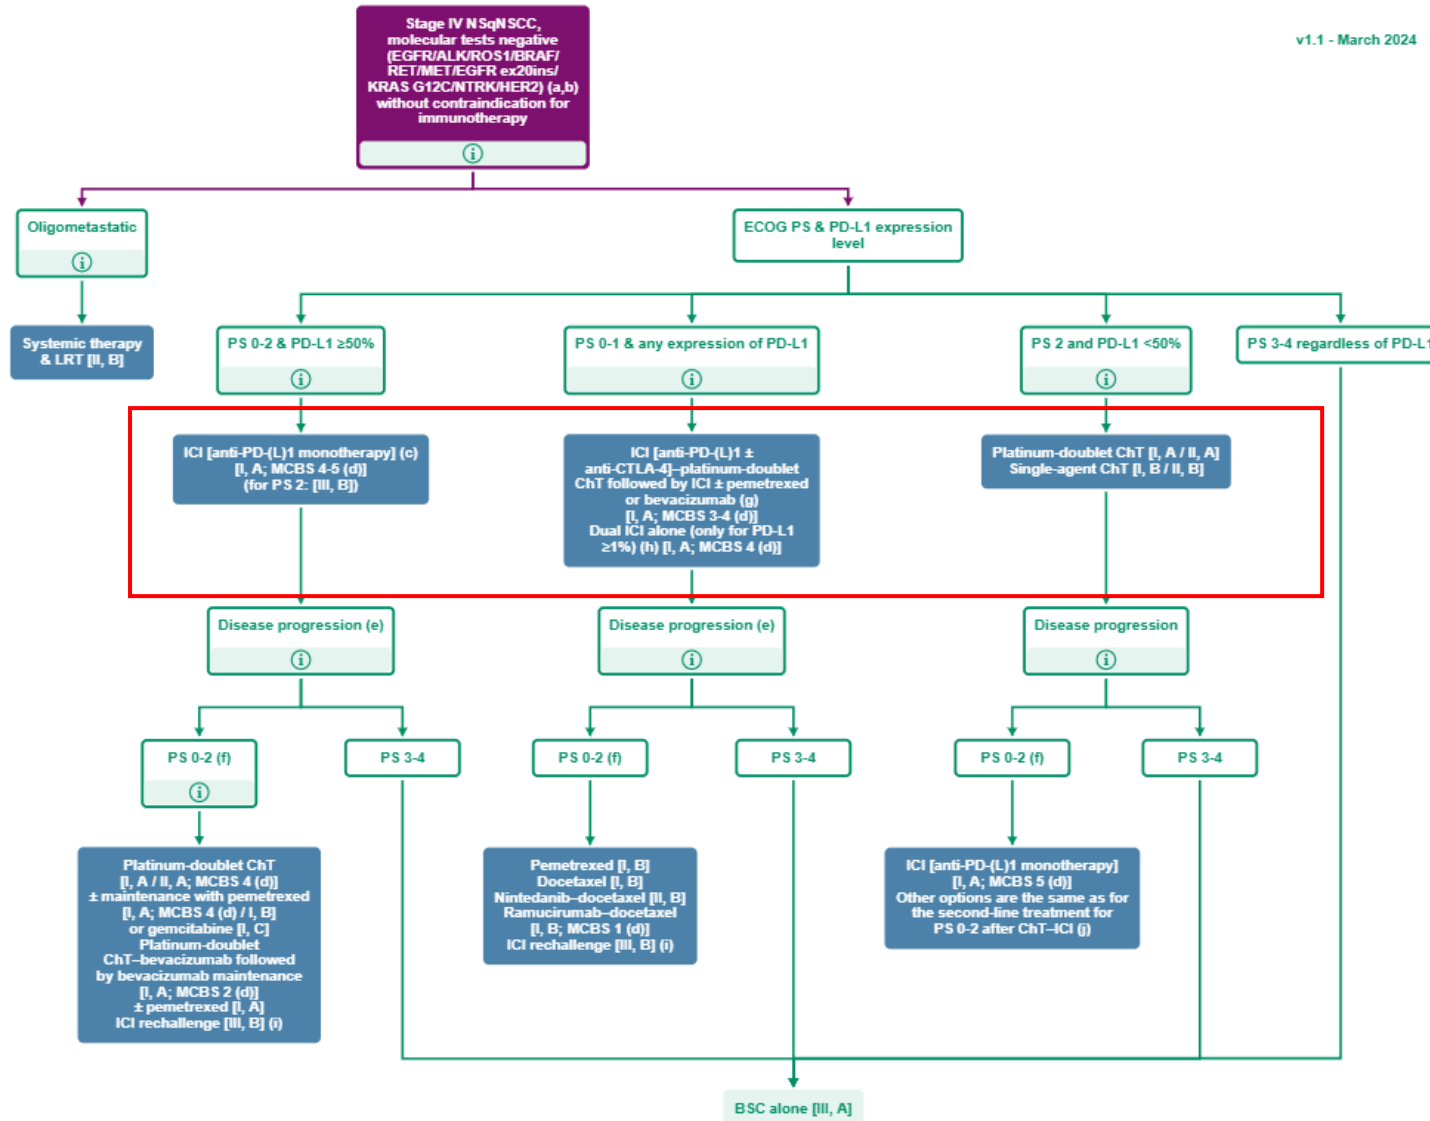 Stage IV NSqNSCC,
molecular tests negative
(EGFR/ALK/ROS1/BRAF/
RET/MET/EGFR ex20ins/
KRAS G12C/NTRK/HER2) (a,b)
without contraindication for
immunotherapy
v1.1 - March 2024
Oligometastatic
ECOG PS & PD-L1 expression
level
Systemic therapy
& LRT [II, B]
PS 0-2 & PD-L1 ≥50%
PS 0-1 & any expression of PD-L1
PS 2 and PD-L1 <50%
PS 3-4 regardless of PD-L1
ICI [anti-PD-(L)1 monotherapy] (c)
[I, A; MCBS 4-5 (d)]
(for PS 2: [III, B])
ICI [anti-PD-(L)1 ±
anti-CTLA-4]–platinum-doublet
ChT followed by ICI ± pemetrexed
or bevacizumab (g)
[I, A; MCBS 3-4 (d)]
Dual ICI alone (only for PD-L1
≥1%) (h) [I, A; MCBS 4 (d)]
Platinum-doublet ChT [I, A / II, A]
Single-agent ChT [I, B / II, B]
Disease progression (e)
Disease progression (e)
Disease progression
PS 0-2 (f)
PS 3-4
PS 0-2 (f)
PS 3-4
PS 0-2 (f)
PS 3-4
Platinum-doublet ChT
[I, A / II, A; MCBS 4 (d)]
± maintenance with pemetrexed
[I, A; MCBS 4 (d) / I, B]
or gemcitabine [I, C]
Platinum-doublet
ChT–bevacizumab followed
by bevacizumab maintenance
[I, A; MCBS 2 (d)]
± pemetrexed [I, A]
ICI rechallenge [III, B] (i)
Pemetrexed [I, B]
Docetaxel [I, B]
Nintedanib–docetaxel [II, B]
Ramucirumab–docetaxel
[I, B; MCBS 1 (d)]
ICI rechallenge [III, B] (i)
ICI [anti-PD-(L)1 monotherapy]
[I, A; MCBS 5 (d)]
Other options are the same as for
the second-line treatment for
PS 0-2 after ChT–ICI (j)
BSC alone [III, A]